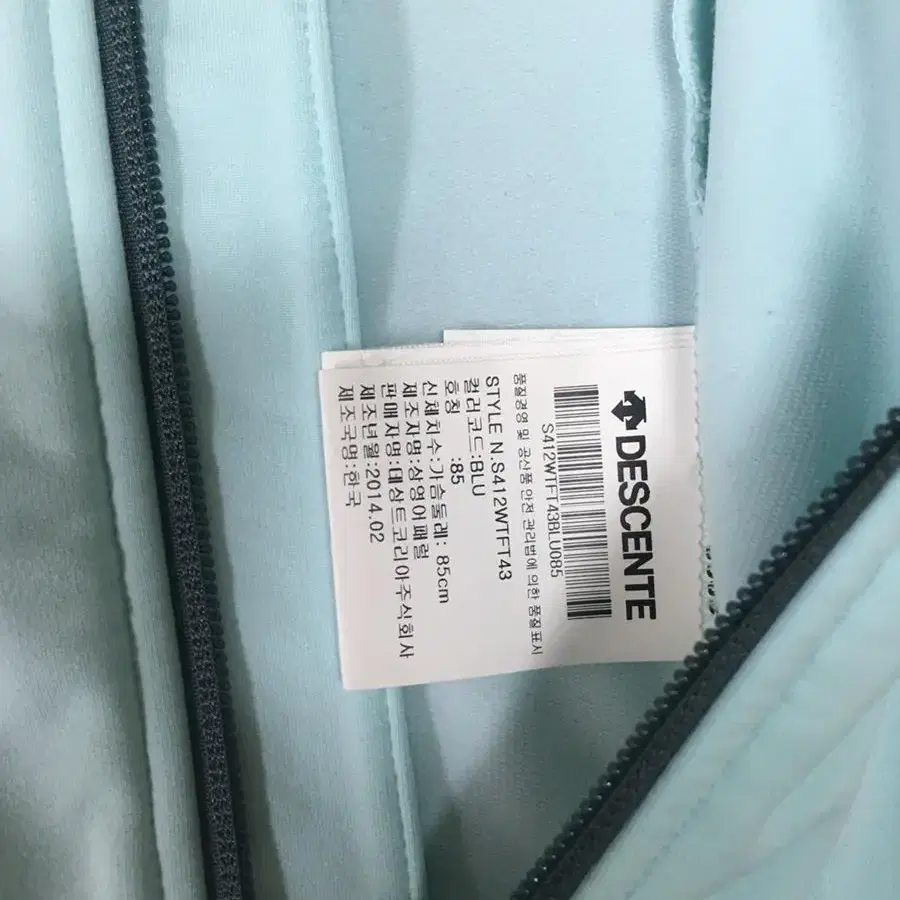 DESCENTE
S412WTFT43BLU085
품질경영 및 공산품 안전 관리법에 의한 품질표시
STYLE N.S412WTFT43
컬러코드:BLU
호칭 :85
신체치수:가슴둘레: 85cm
제조자명:삼영어패럴
판매자명:대상트코리아주식회사
제조년월:2014.02
제조국명:한국